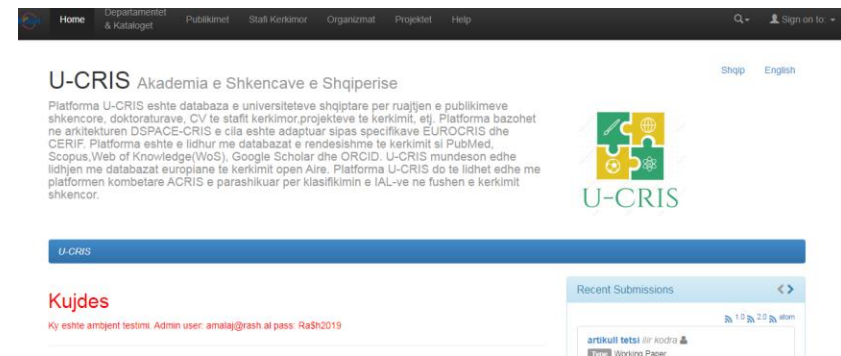 Home Departamentet & Kataloget Publikimet Stafi Kerkimor Organizmat Projektet Help Sign on to:
Shqip English
U-CRIS Akademia e Shkencave e Shqiperise
Platforma U-CRIS eshte databaza e universiteteve shqiptare per ruajtjen e publikimeve
shkencore, doktoraturave, CV te stafit kerkimor,projekteve te kerkimit, etj. Platforma bazohet
ne arkitekturen DSPACE-CRIS e cila eshte adaptuar sipas specifikave EUROCRIS dhe
CERIF. Platforma eshte e lidhur me databazat e rendesishme te kerkimit si PubMed,
Scopus,Web of Knowledge(WoS), Google Scholar dhe ORCID. U-CRIS mundeson edhe
lidhjen me databazat europiane te kerkimit open Aire. Platforma U-CRIS do te lidhet edhe me
platformen kombetare ACRIS e parashikuar per klasifikimin e IAL-ve ne fushen e kerkimit
shkencor.
U-CRIS
U-CRIS
Kujdes
Ky eshte ambjent testimi. Admin user: amalaj@rash.al pass: Ra$h2019
Recent Submissions
1.0 2.0 atom
artikull tetsi ilir kodra
Type Working Paper